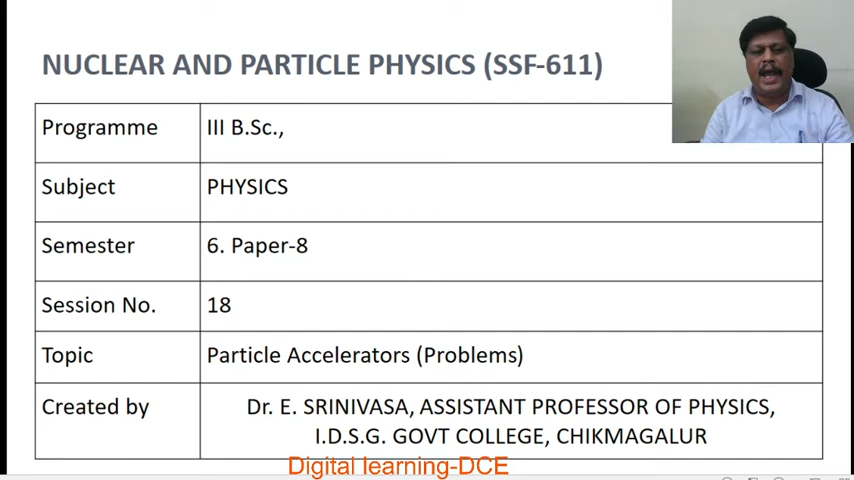 NUCLEAR AND PARTICLE PHYSICS (SSF-611)
Programme III B.Sc.,
Subject PHYSICS
Semester 6. Paper-8
Session No. 18
Topic Particle Accelerators (Problems)
Created by Dr. E. SRINIVASA, ASSISTANT PROFESSOR OF PHYSICS,
I.D.S.G. GOVT COLLEGE, CHIKMAGALUR
Digital learning-DCE